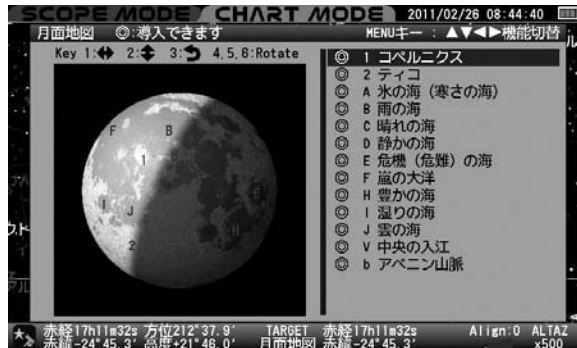 SCOPE MODE CHART MODE 2011/02/26 08:44:40
月面地図 ◎:導入できます MENUキー : ▲▼◀▶機能切替
Key 1:↔ 2:↕ 3:⮌ 4,5,6:Rotate
◎ 1 コペルニクス
◎ 2 ティコ
◎ A 氷の海 (寒さの海)
◎ B 雨の海
◎ C 晴れの海
◎ D 静かの海
◎ E 危機 (危難) の海
◎ F 嵐の大洋
◎ H 豊かの海
◎ I 湿りの海
◎ J 雲の海
◎ V 中央の入江
◎ b アペニン山脈
F B
1
E
I J
H
2
赤経17h11m32s 方位212°37.9' TARGET 赤経17h11m32s Align:0 ALTAZ
赤緯-24°45.3' 高度+21°46.0' 月面地図 赤緯-24°45.3' x500